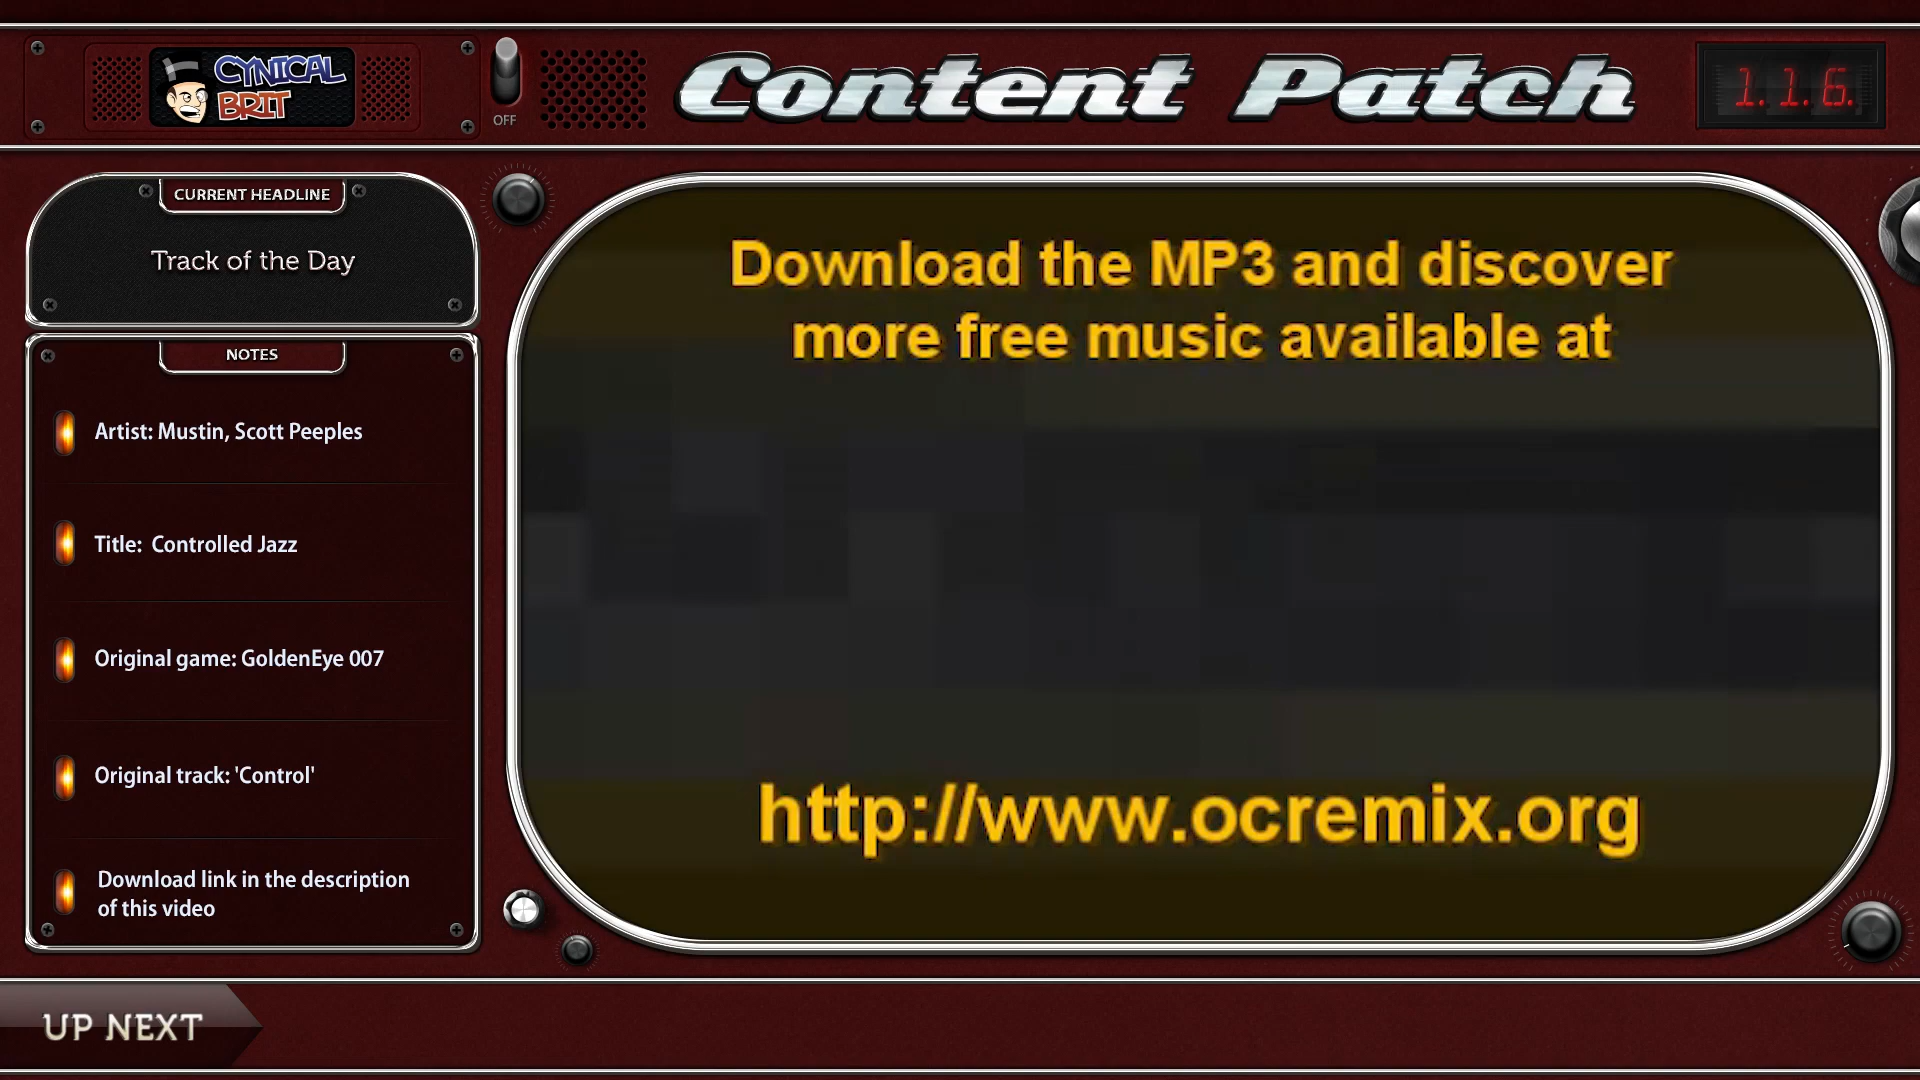 CYNICAL
BRIT
OFF
Content Patch
1.1.6.
CURRENT HEADLINE
Track of the Day
NOTES
Artist: Mustin, Scott Peeples
Title:  Controlled Jazz
Original game: GoldenEye 007
Original track: 'Control'
Download link in the description
of this video
Download the MP3 and discover
more free music available at
http://www.ocremix.org
UP NEXT